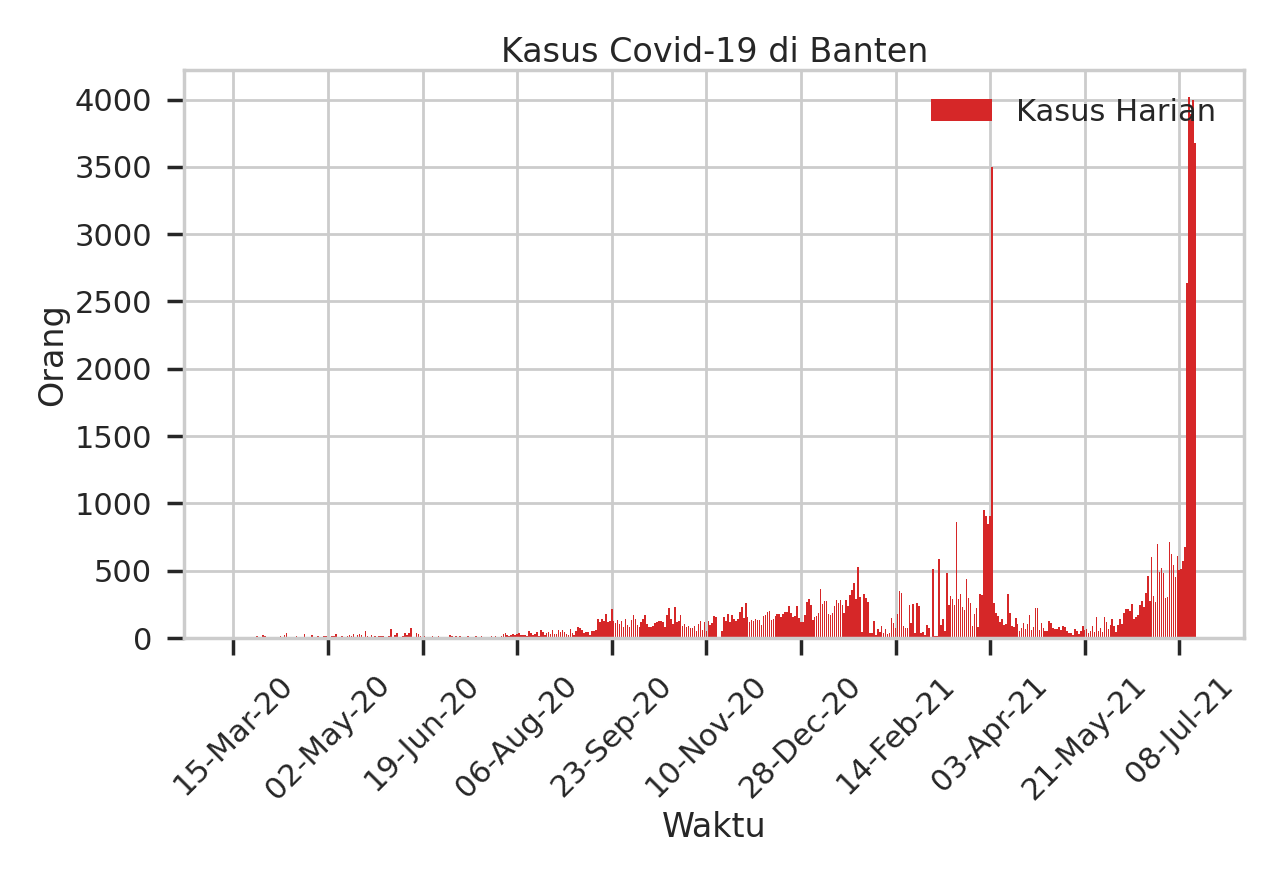 Kasus Covid-19 di Banten
Kasus Harian
Orang
4000
3500
3000
2500
2000
1500
1000
500
0
15-Mar-20
02-May-20
19-Jun-20
06-Aug-20
23-Sep-20
10-Nov-20
28-Dec-20
14-Feb-21
03-Apr-21
21-May-21
08-Jul-21
Waktu